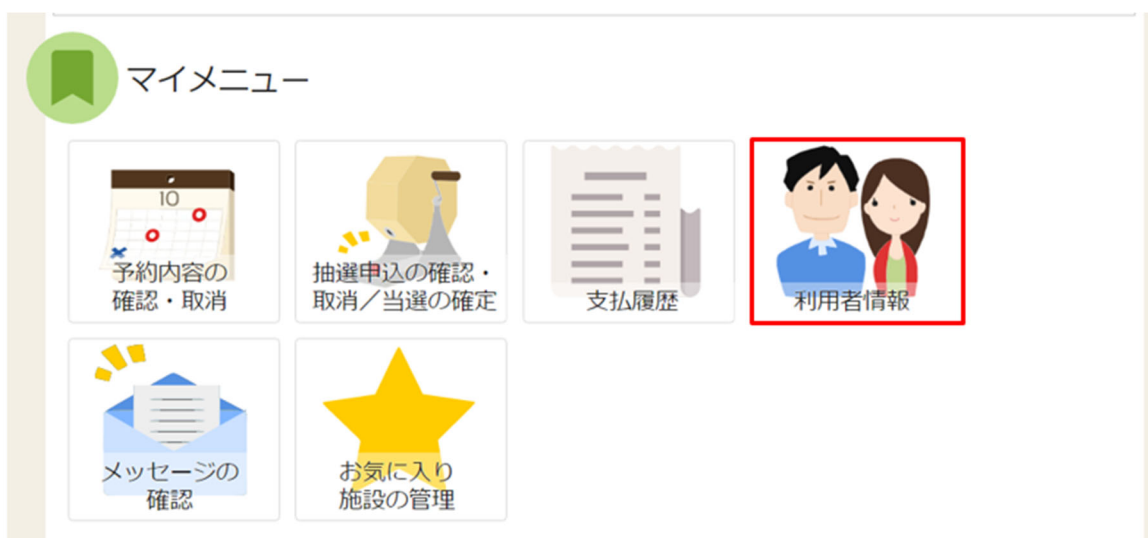 マイメニュー
10
予約内容の
確認・取消
抽選申込の確認・
取消／当選の確定
支払履歴
利用者情報
メッセージの
確認
お気に入り
施設の管理